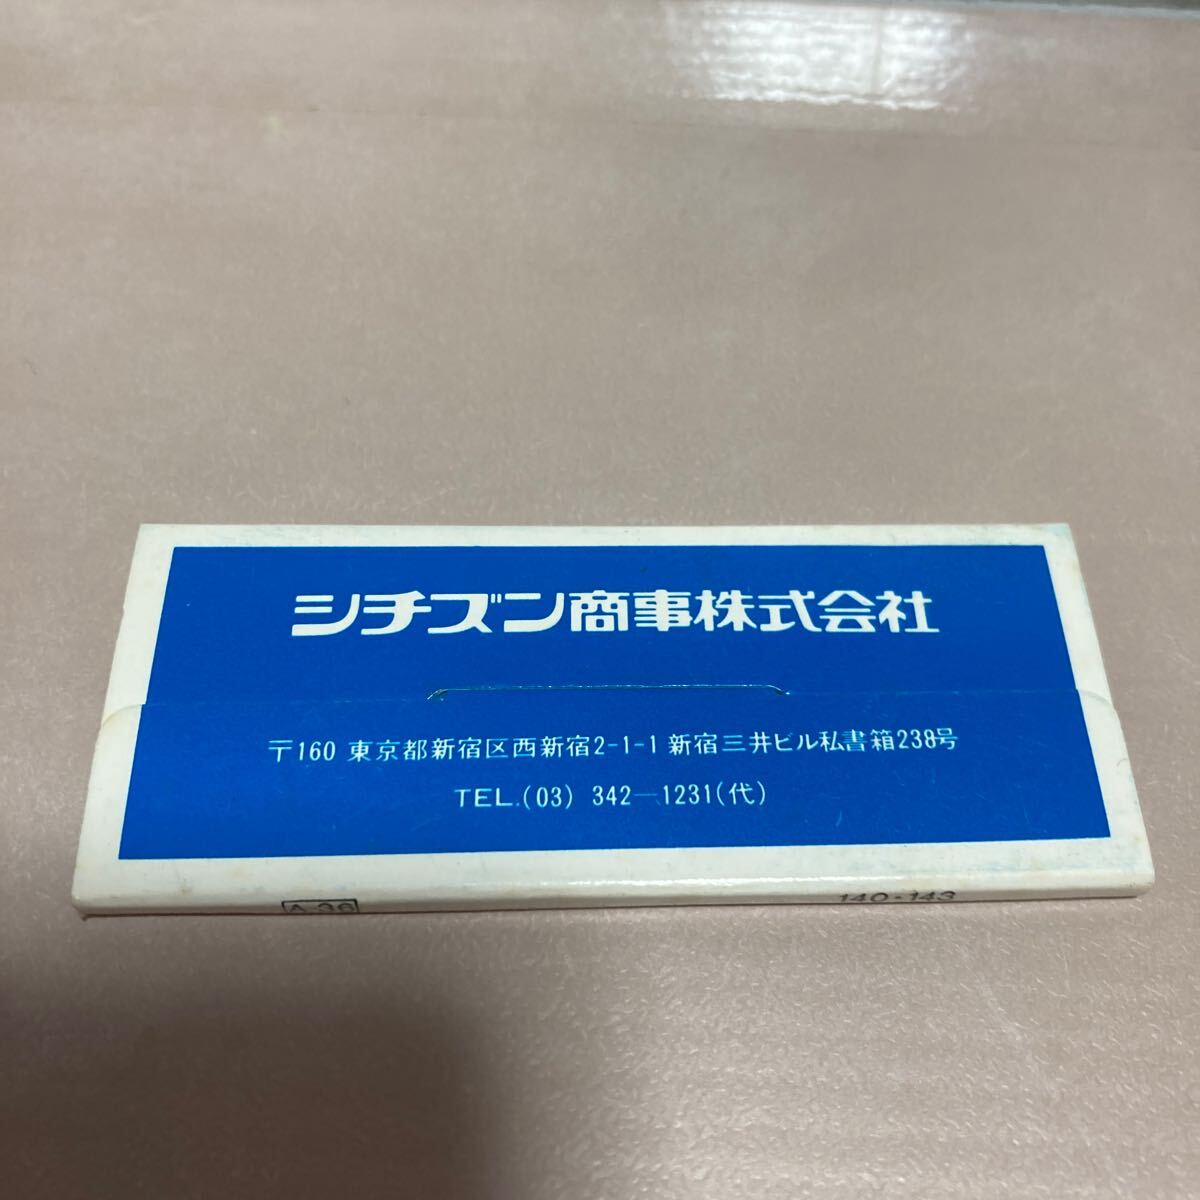 シチズン商事株式会社
〒160 東京都新宿区西新宿2-1-1 新宿三井ビル私書箱238号
TEL.(03) 342—1231(代)
A.36 140・143